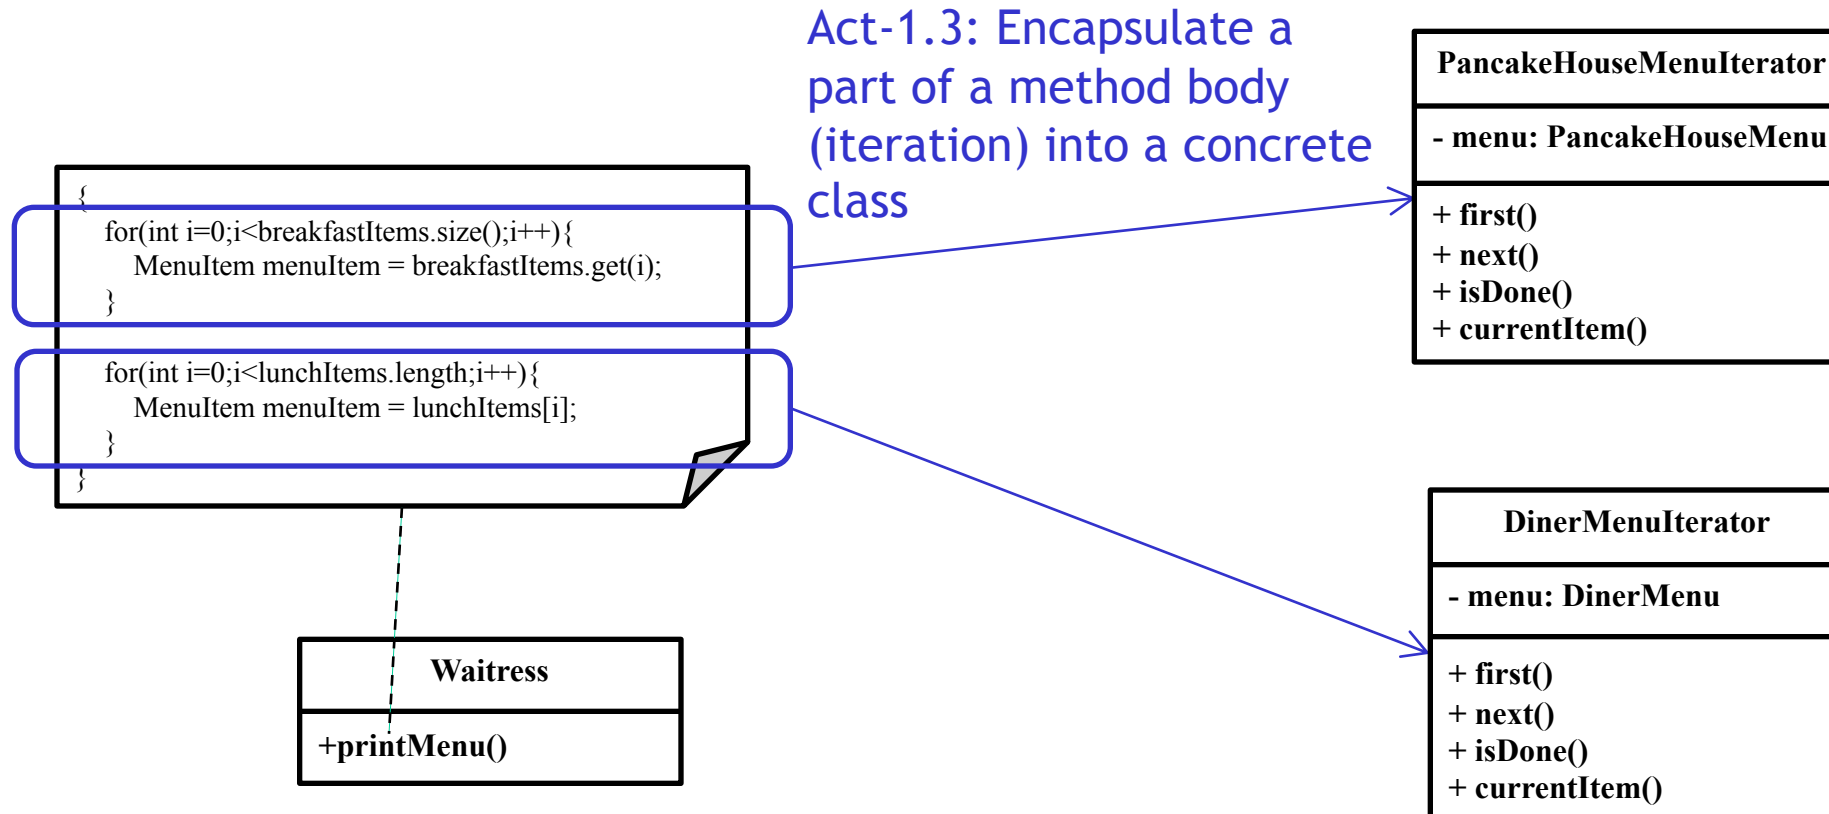 Act-1.3: Encapsulate a
part of a method body
(iteration) into a concrete
class
{
for(int i=0;i<breakfastItems.size();i++){
MenuItem menuItem = breakfastItems.get(i);
}
for(int i=0;i<lunchItems.length;i++){
MenuItem menuItem = lunchItems[i];
}
}
Waitress
+printMenu()
PancakeHouseMenuIterator
- menu: PancakeHouseMenu
+ first()
+ next()
+ isDone()
+ currentItem()
DinerMenuIterator
- menu: DinerMenu
+ first()
+ next()
+ isDone()
+ currentItem()